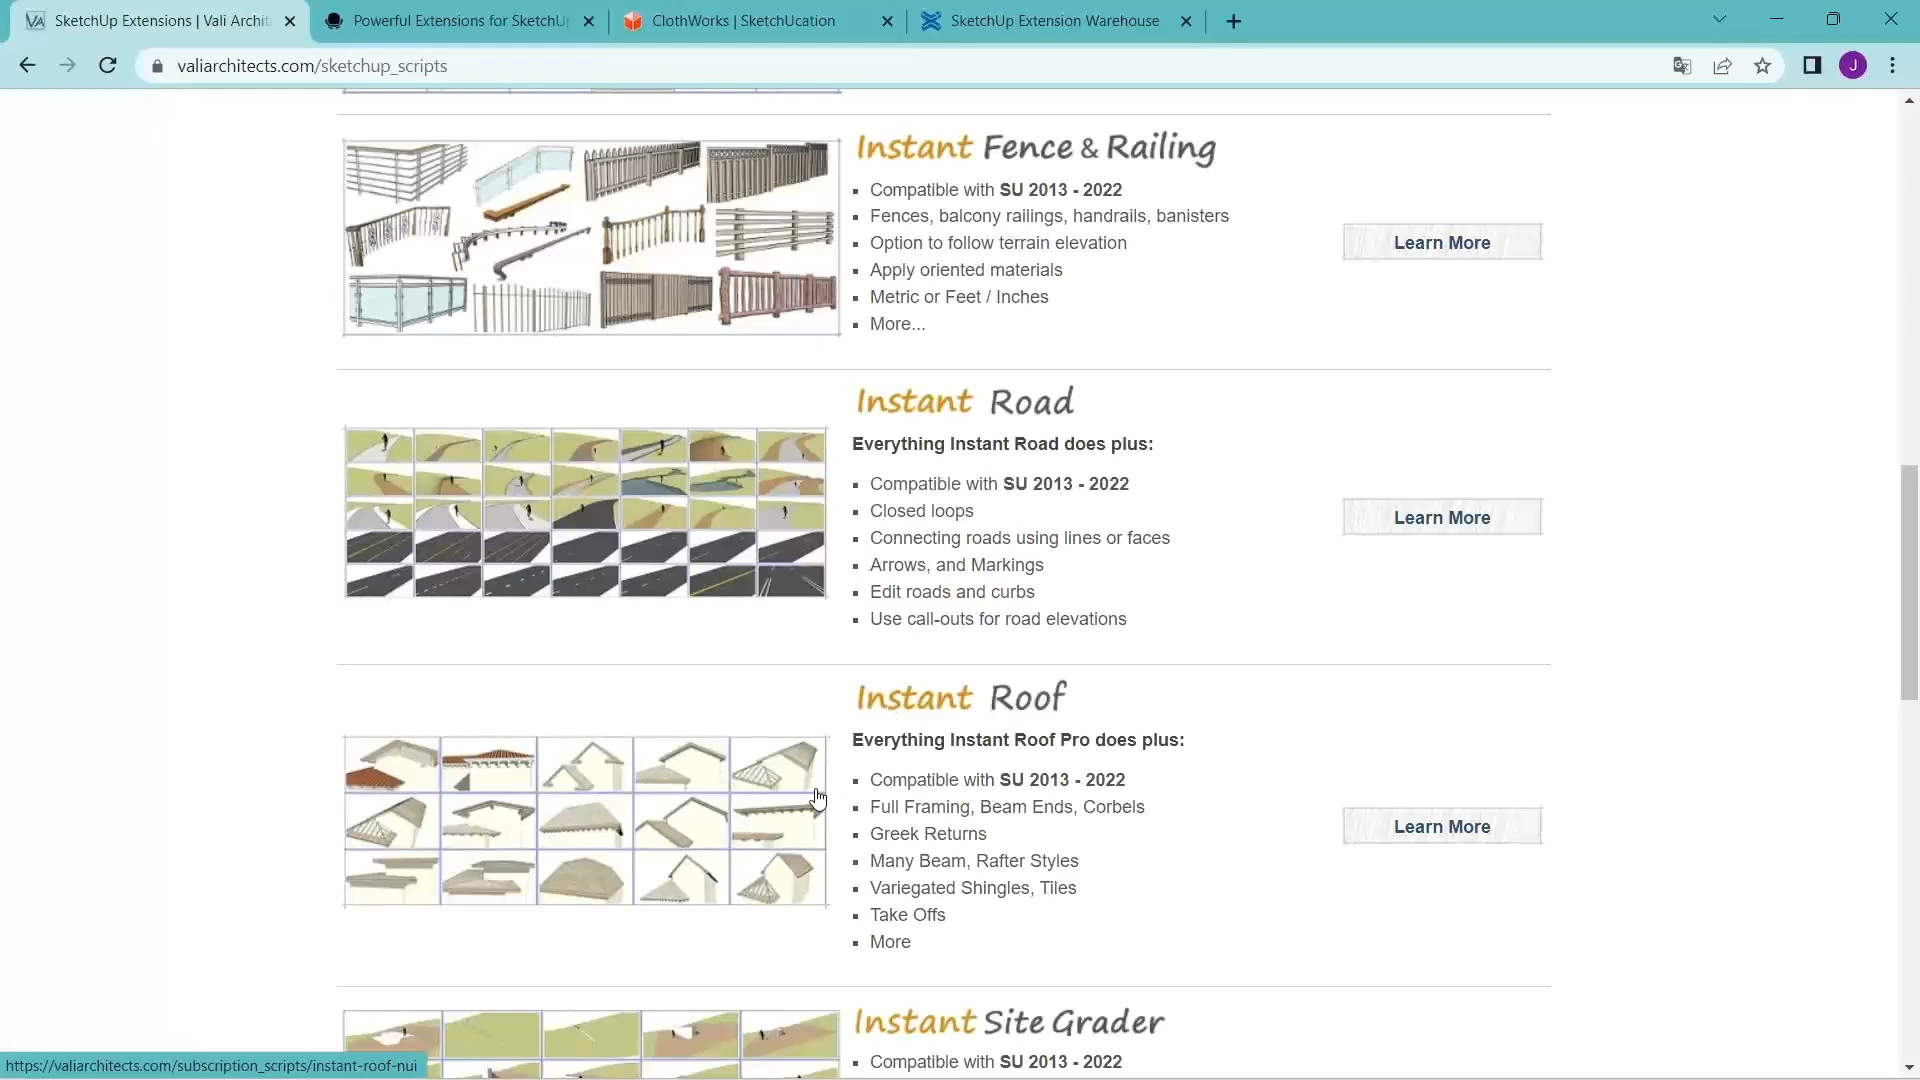 SketchUp Extensions | Vali Archit
Powerful Extensions for SketchU
ClothWorks | SketchUcation
SketchUp Extension Warehouse
valiarchitects.com/sketchup_scripts
J
Instant Fence & Railing
Compatible with SU 2013 - 2022
Fences, balcony railings, handrails, banisters
Option to follow terrain elevation
Apply oriented materials
Metric or Feet / Inches
More...
Learn More
Instant Road
Everything Instant Road does plus:
Compatible with SU 2013 - 2022
Closed loops
Connecting roads using lines or faces
Arrows, and Markings
Edit roads and curbs
Use call-outs for road elevations
Learn More
Instant Roof
Everything Instant Roof Pro does plus:
Compatible with SU 2013 - 2022
Full Framing, Beam Ends, Corbels
Greek Returns
Many Beam, Rafter Styles
Variegated Shingles, Tiles
Take Offs
More
Learn More
Instant Site Grader
Compatible with SU 2013 - 2022
https://valiarchitects.com/subscription_scripts/instant-roof-nui